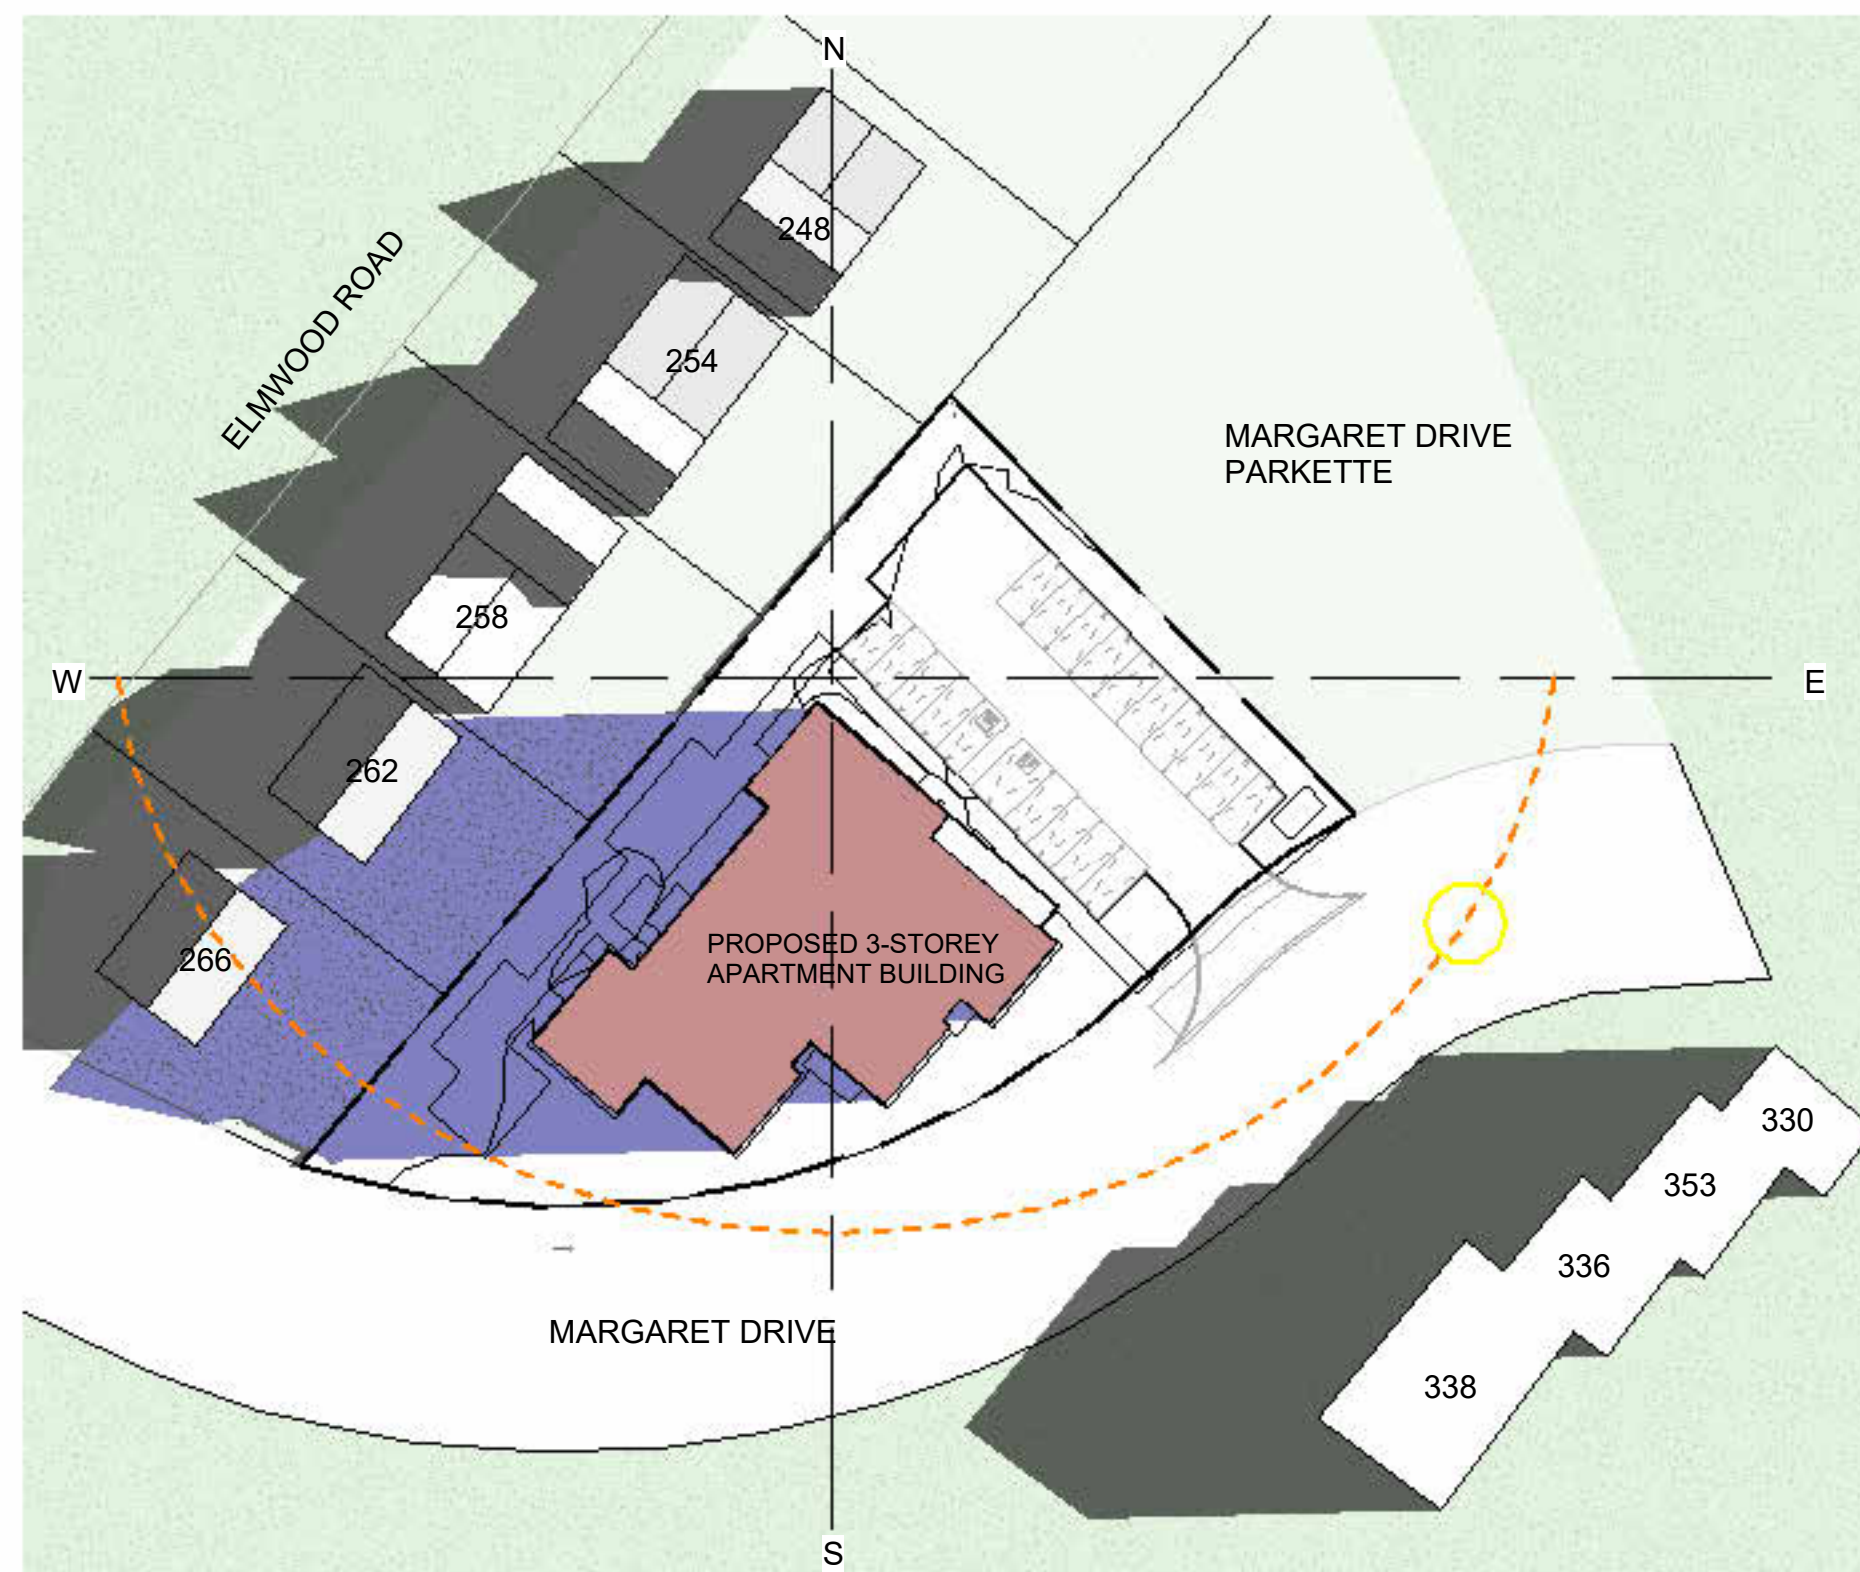 N
248
ELMWOOD ROAD
254
MARGARET DRIVE
PARKETTE
258
W
E
262
PROPOSED 3-STOREY
APARTMENT BUILDING
266
330
353
336
MARGARET DRIVE
338
S